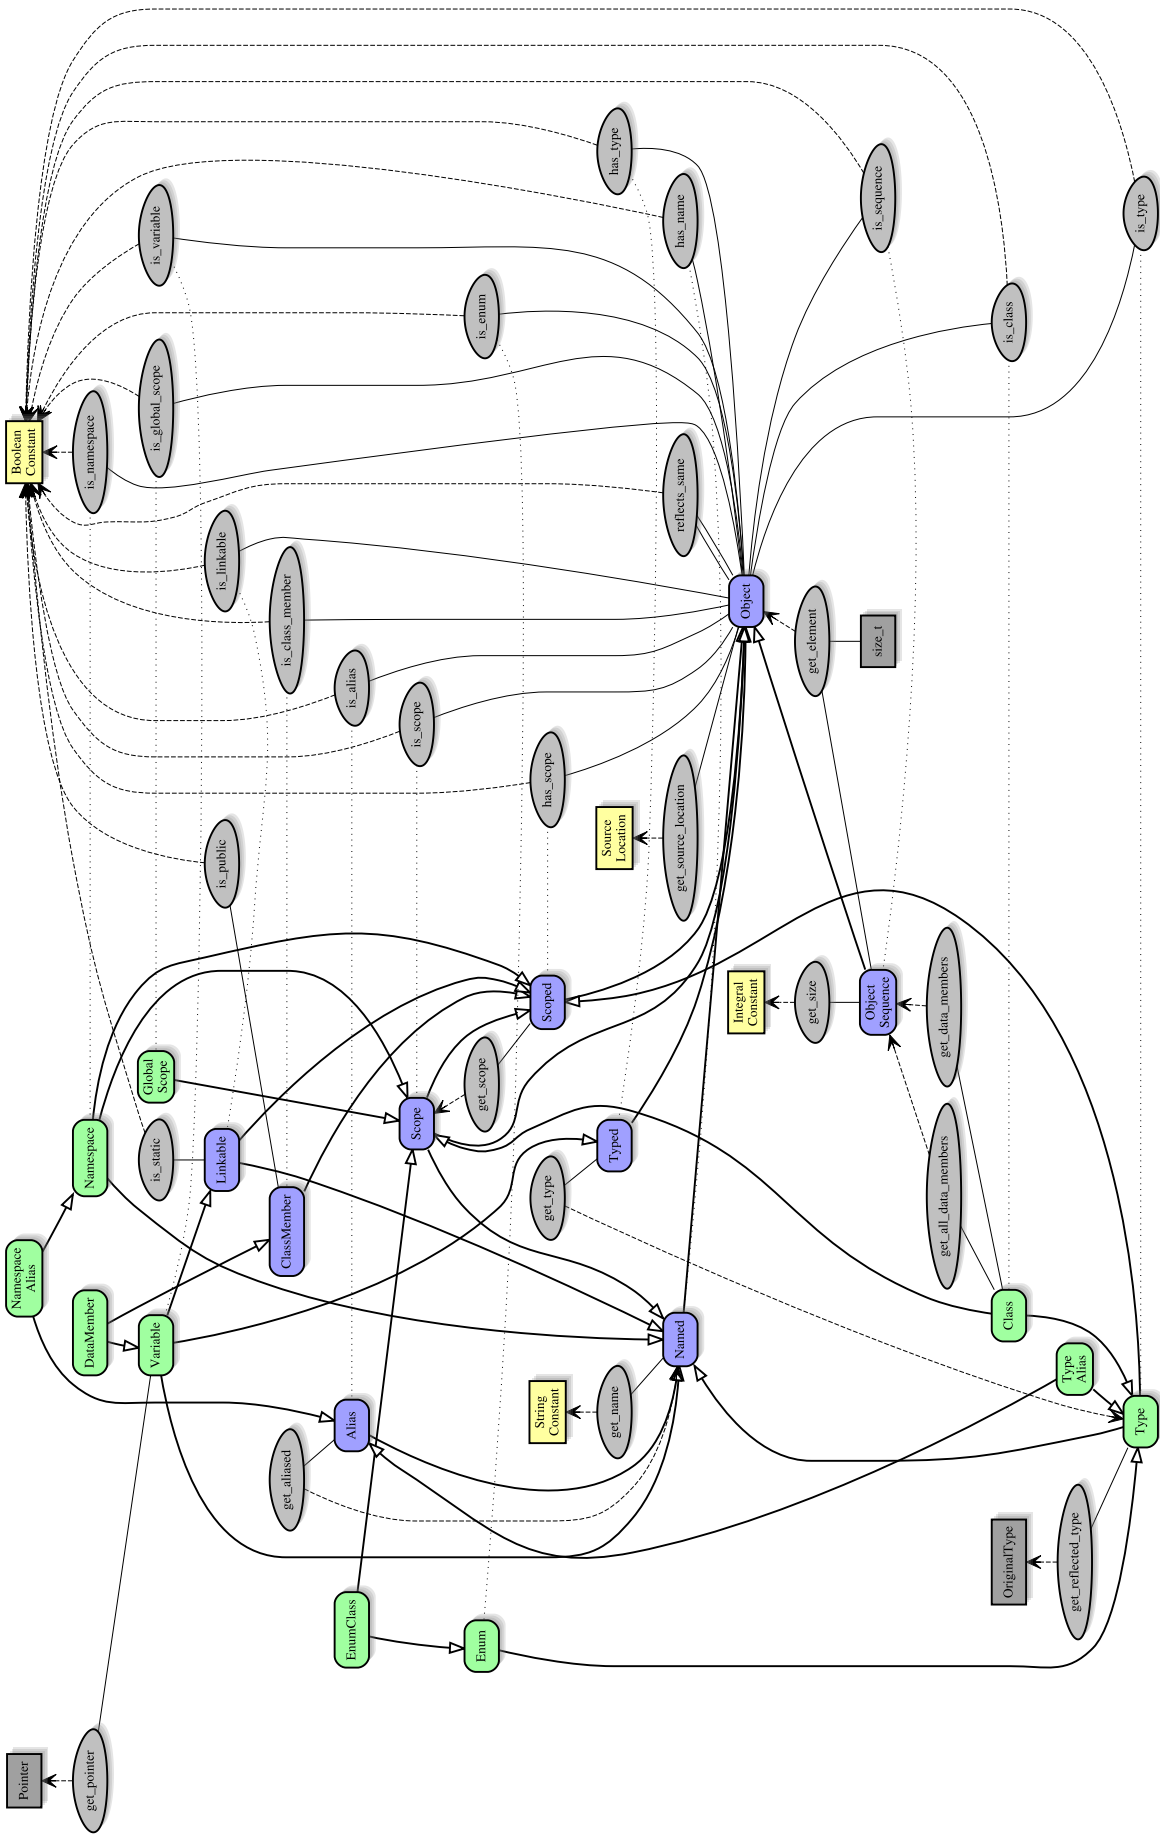 Pointer
get_pointer
Namespace
Alias
DataMember
Variable
Namespace
is_static
Global
Scope
Linkable
ClassMember
is_public
Boolean
Constant
is_namespace
is_global_scope
is_variable
is_linkable
is_class_member
is_alias
is_scope
has_scope
is_enum
has_type
has_name
reflects_same
get_aliased
Alias
EnumClass
Enum
Scope
get_scope
Scoped
String
Constant
get_name
get_type
Typed
Named
Source
Location
get_source_location
Object
Integral
Constant
get_size
get_element
size_t
is_sequence
Object
Sequence
get_data_members
get_all_data_members
Class
is_class
Type
Alias
OriginalType
get_reflected_type
Type
is_type